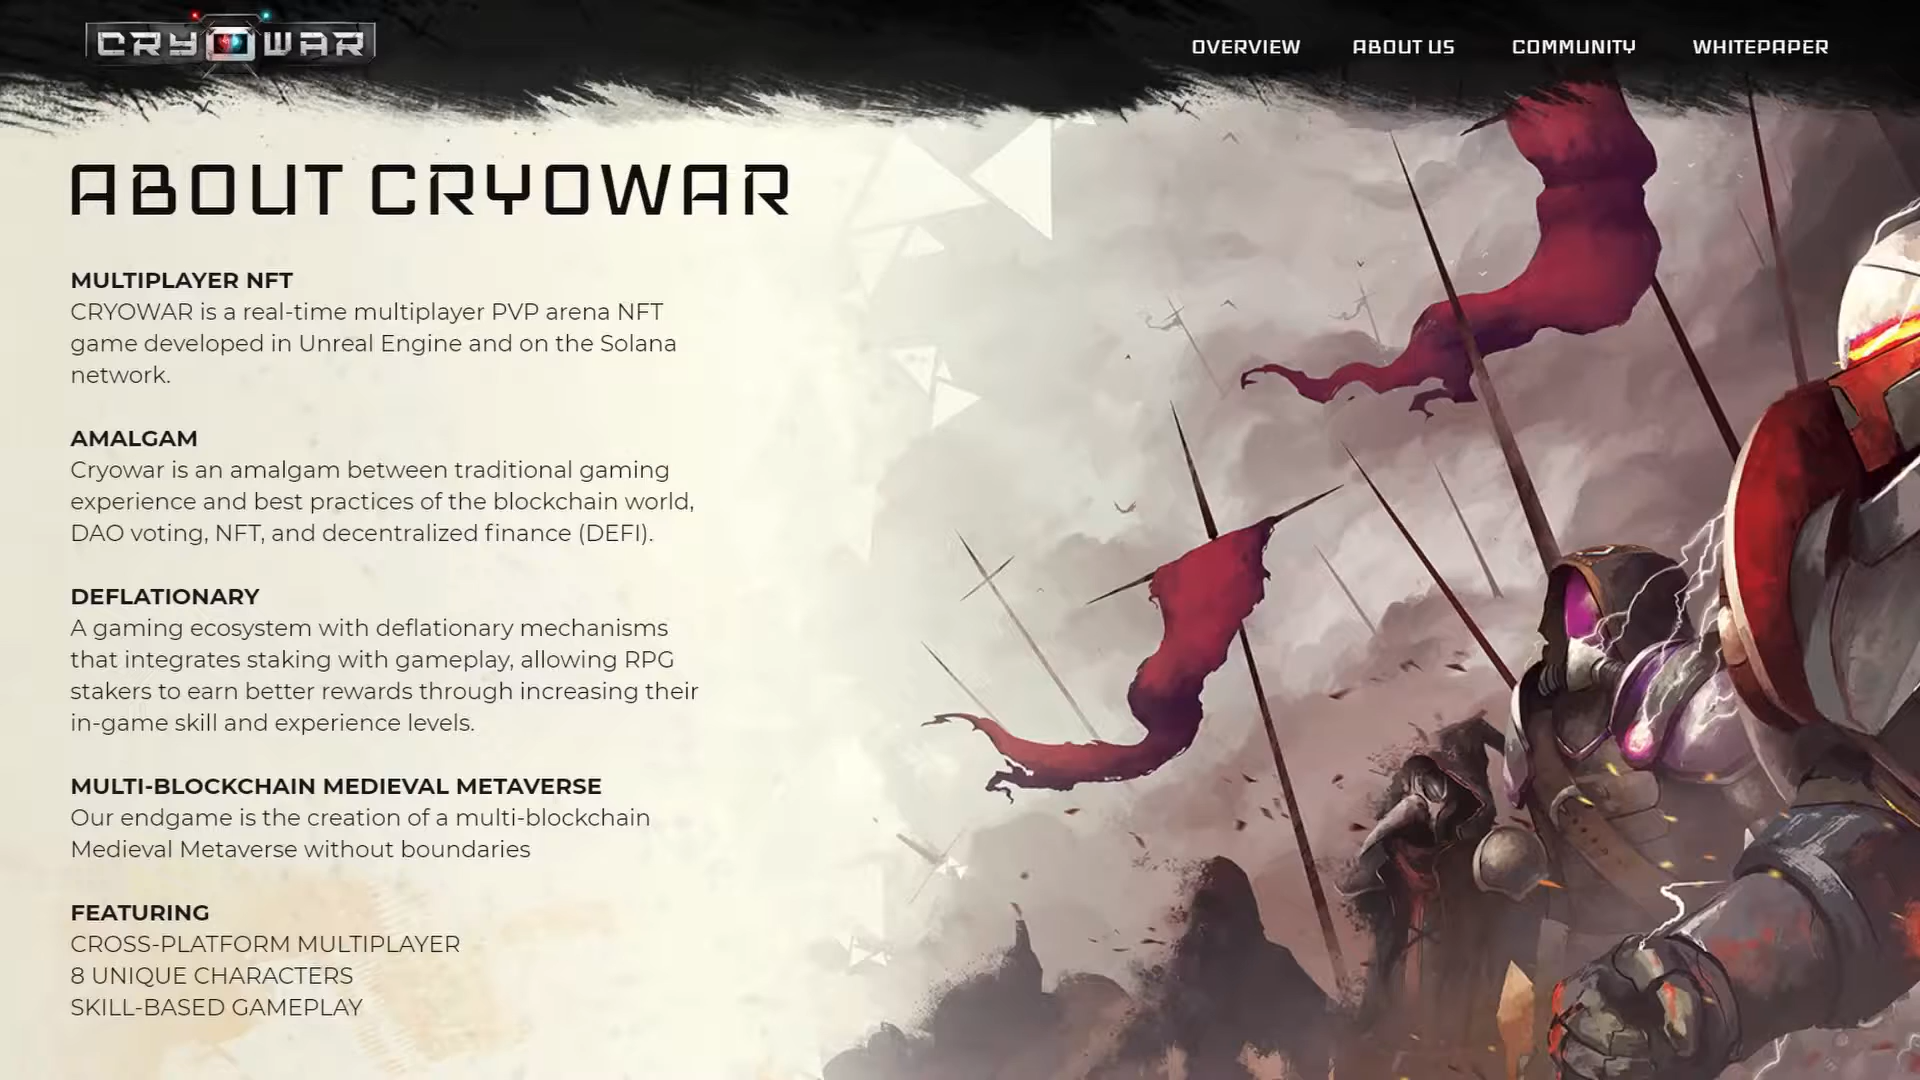 CRYOWAR
OVERVIEW ABOUT US COMMUNITY WHITEPAPER
ABOUT CRYOWAR
MULTIPLAYER NFT
CRYOWAR is a real-time multiplayer PVP arena NFT
game developed in Unreal Engine and on the Solana
network.
AMALGAM
Cryowar is an amalgam between traditional gaming
experience and best practices of the blockchain world,
DAO voting, NFT, and decentralized finance (DEFI).
DEFLATIONARY
A gaming ecosystem with deflationary mechanisms
that integrates staking with gameplay, allowing RPG
stakers to earn better rewards through increasing their
in-game skill and experience levels.
MULTI-BLOCKCHAIN MEDIEVAL METAVERSE
Our endgame is the creation of a multi-blockchain
Medieval Metaverse without boundaries
FEATURING
CROSS-PLATFORM MULTIPLAYER
8 UNIQUE CHARACTERS
SKILL-BASED GAMEPLAY